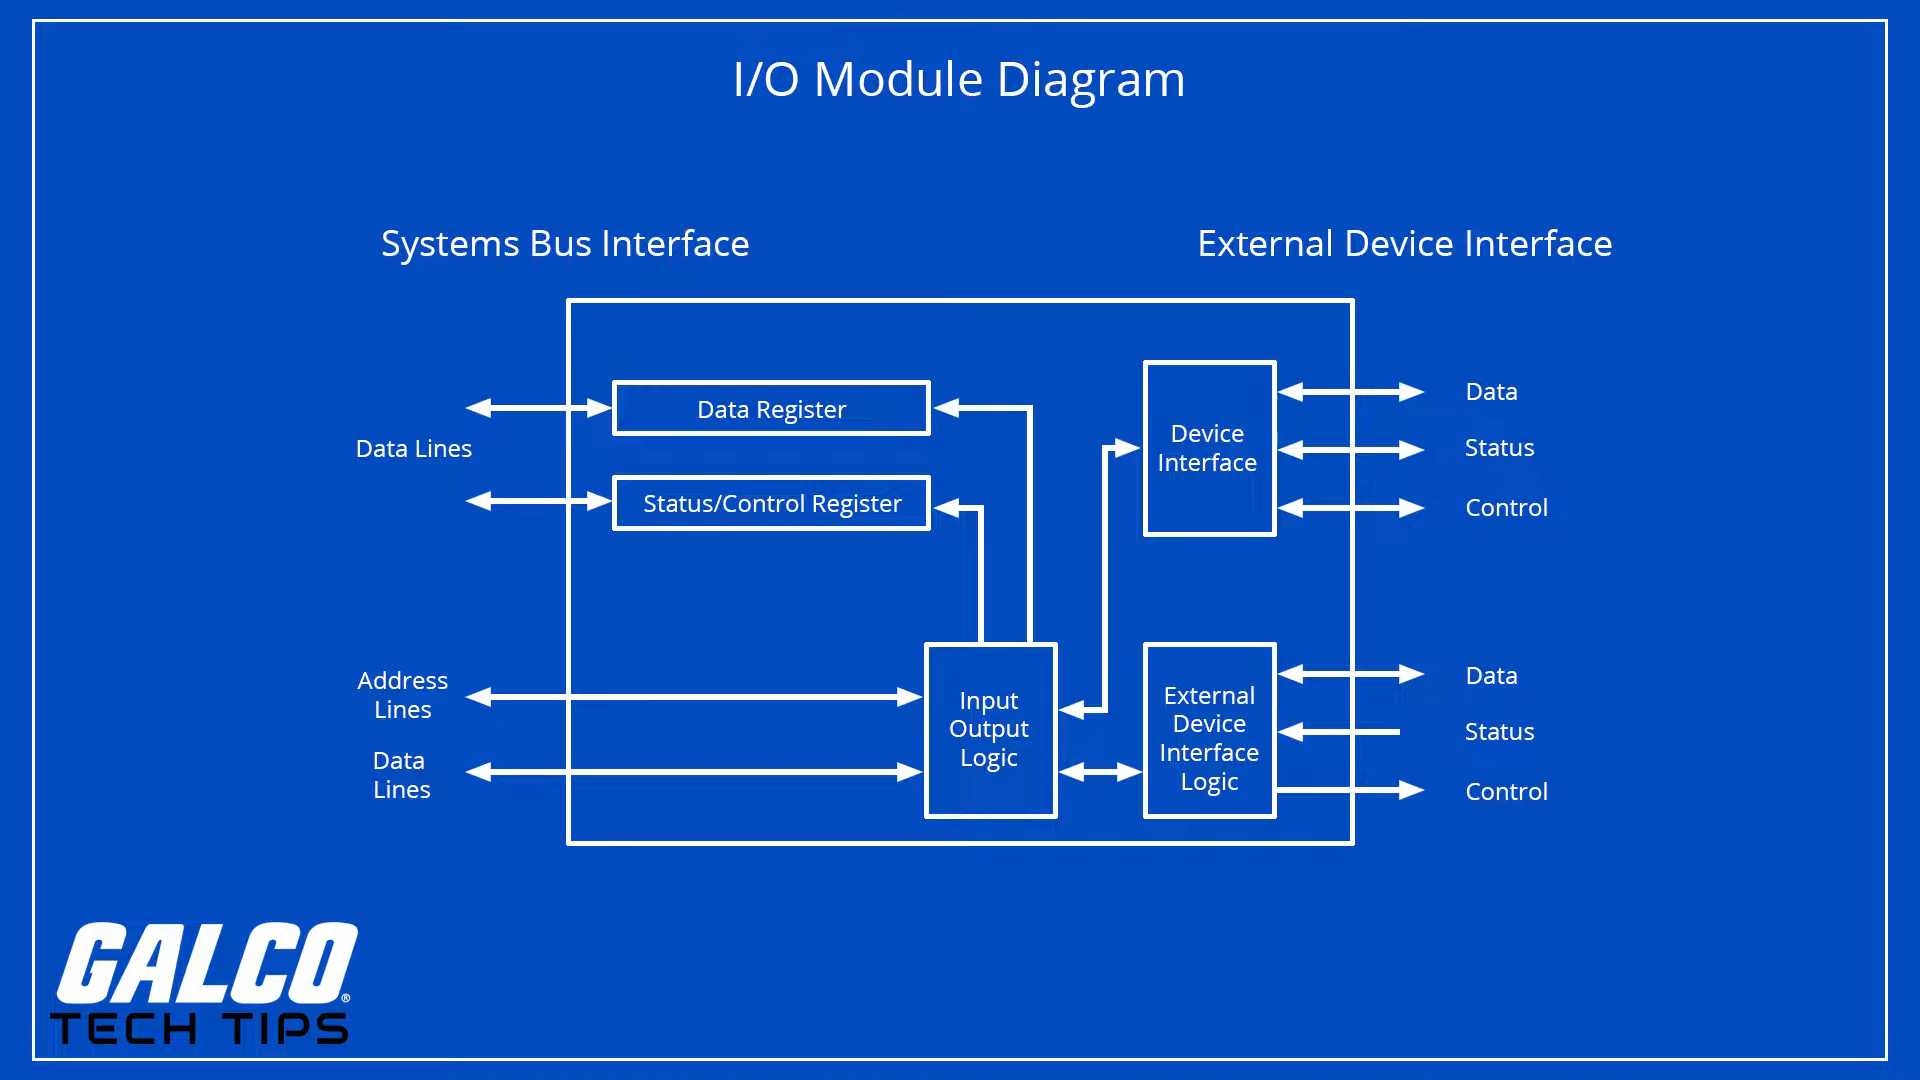 I/O Module Diagram
Systems Bus Interface
External Device Interface
Data Register
Data Lines
Status/Control Register
Device
Interface
Data
Status
Control
Address
Lines
Data
Lines
Input
Output
Logic
External
Device
Interface
Logic
Data
Status
Control
GALCO®
TECH TIPS